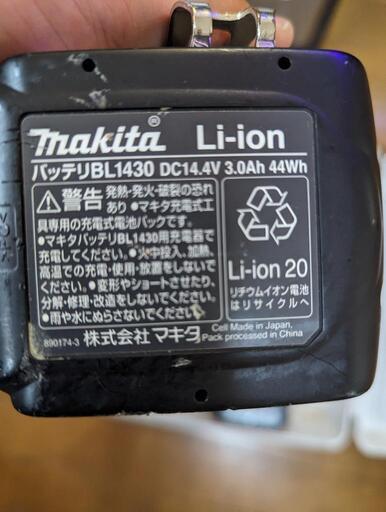 makita® Li-ion
バッテリBL1430 DC14.4V 3.0Ah 44Wh
⚠警告 発熱・発火・破裂の恐れあり
●マキタ充電式工具専用の充電式電池パックです。
●マキタバッテリBL1430用充電器で充電してください。●火中投入、加熱、高温での充電・使用・放置をしないでください。●変形やショートさせたり、分解・修理・改造をしないでください。
●雨や水にぬらさないでください。
Li-ion 20
リチウムイオン電池
はリサイクルへ
890174-3 株式会社マキタ
Cell Made in Japan,
Pack processed in China